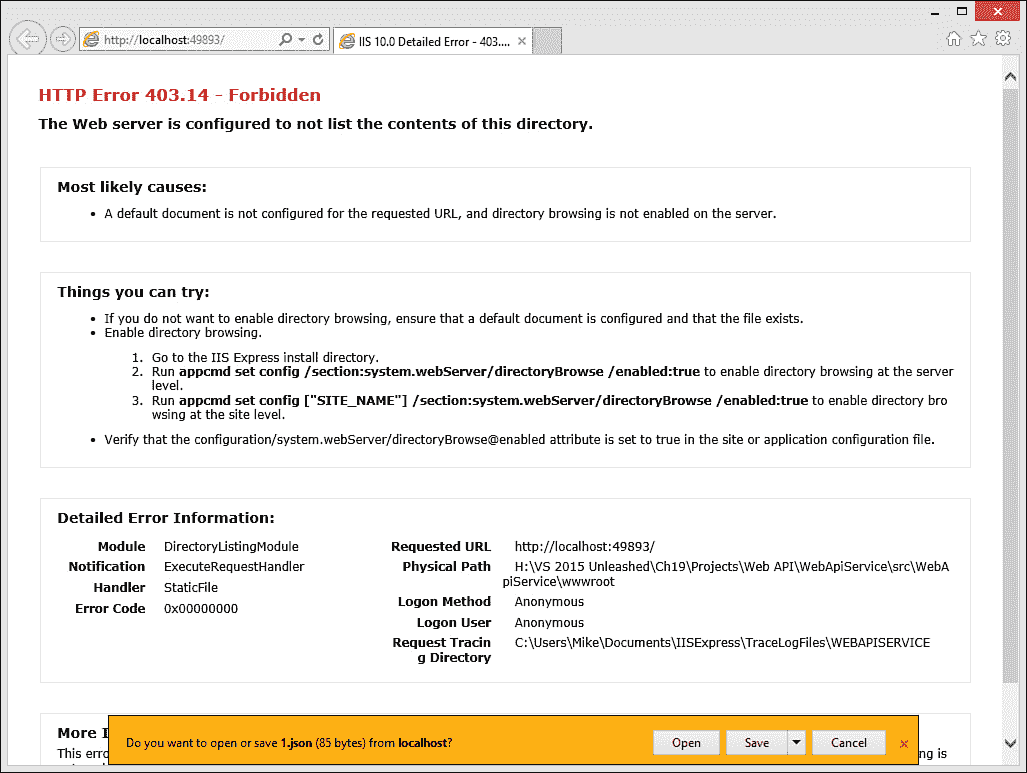 http://localhost:49893/
IIS 10.0 Detailed Error - 403....
HTTP Error 403.14 - Forbidden
The Web server is configured to not list the contents of this directory.
Most likely causes:
• A default document is not configured for the requested URL, and directory browsing is not enabled on the server.
Things you can try:
• If you do not want to enable directory browsing, ensure that a default document is configured and that the file exists.
• Enable directory browsing.
1. Go to the IIS Express install directory.
2. Run appcmd set config /section:system.webServer/directoryBrowse /enabled:true to enable directory browsing at the server
level.
3. Run appcmd set config ["SITE_NAME"] /section:system.webServer/directoryBrowse /enabled:true to enable directory bro
wsing at the site level.
• Verify that the configuration/system.webServer/directoryBrowse@enabled attribute is set to true in the site or application configuration file.
Detailed Error Information:
Module DirectoryListingModule
Notification ExecuteRequestHandler
Handler StaticFile
Error Code 0x00000000
Requested URL http://localhost:49893/
Physical Path H:\VS 2015 Unleashed\Ch19\Projects\Web API\WebApiService\src\WebA
piService\wwwroot
Logon Method Anonymous
Logon User Anonymous
Request Tracin C:\Users\Mike\Documents\IISExpress\TraceLogFiles\WEBAPISERVICE
g Directory
More I
This erro
ng is
Do you want to open or save 1.json (85 bytes) from localhost?
Open
Save
Cancel